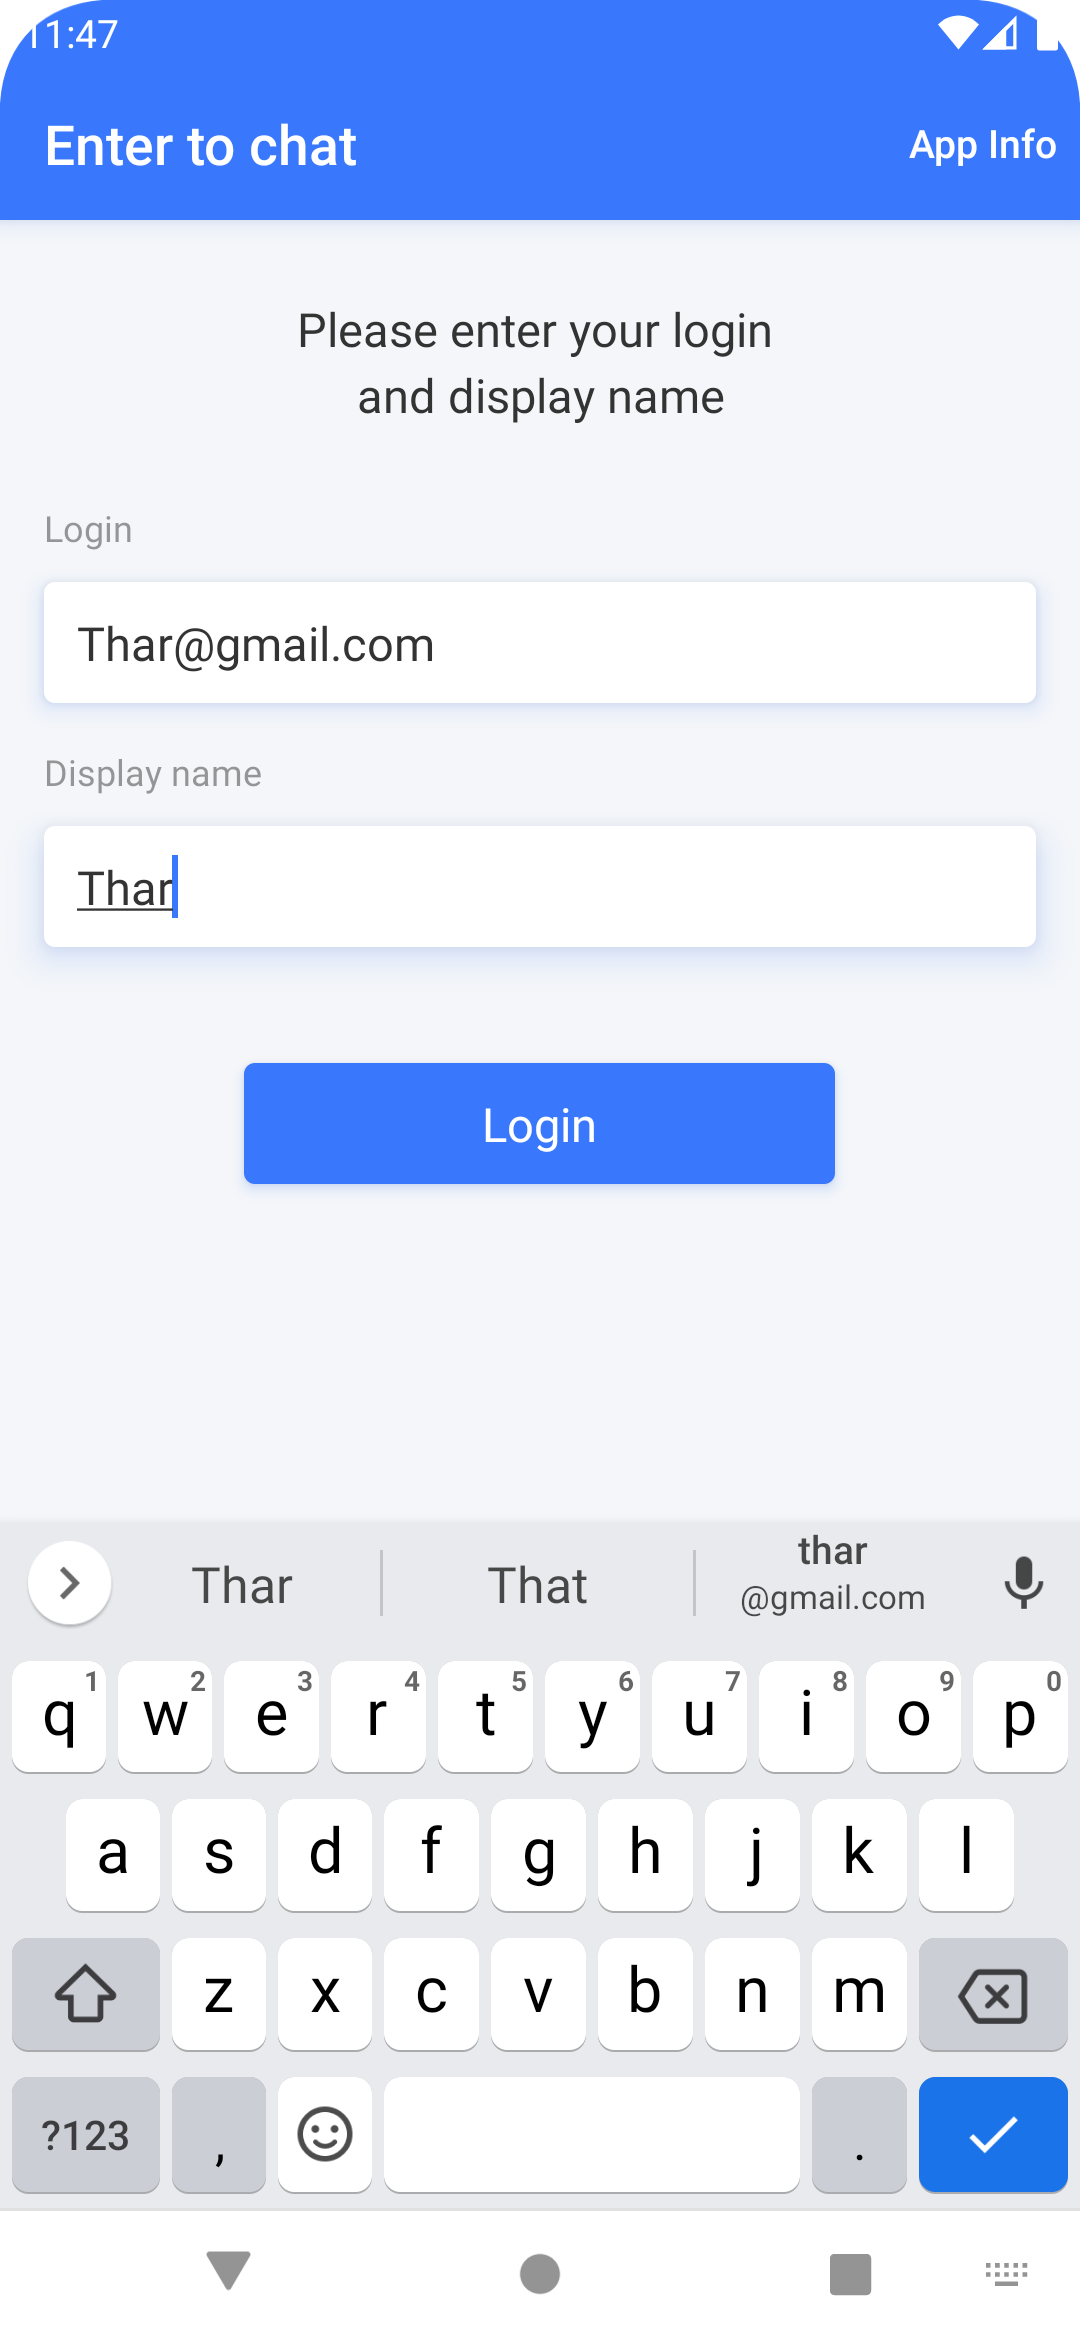 11:47
Enter to chat
App Info
Please enter your login
and display name
Login
Thar@gmail.com
Display name
Thar
Login
Thar That thar
@gmail.com
q 1 w 2 e 3 r 4 t 5 y 6 u 7 i 8 o 9 p 0
a s d f g h j k l
z x c v b n m
?123 , .